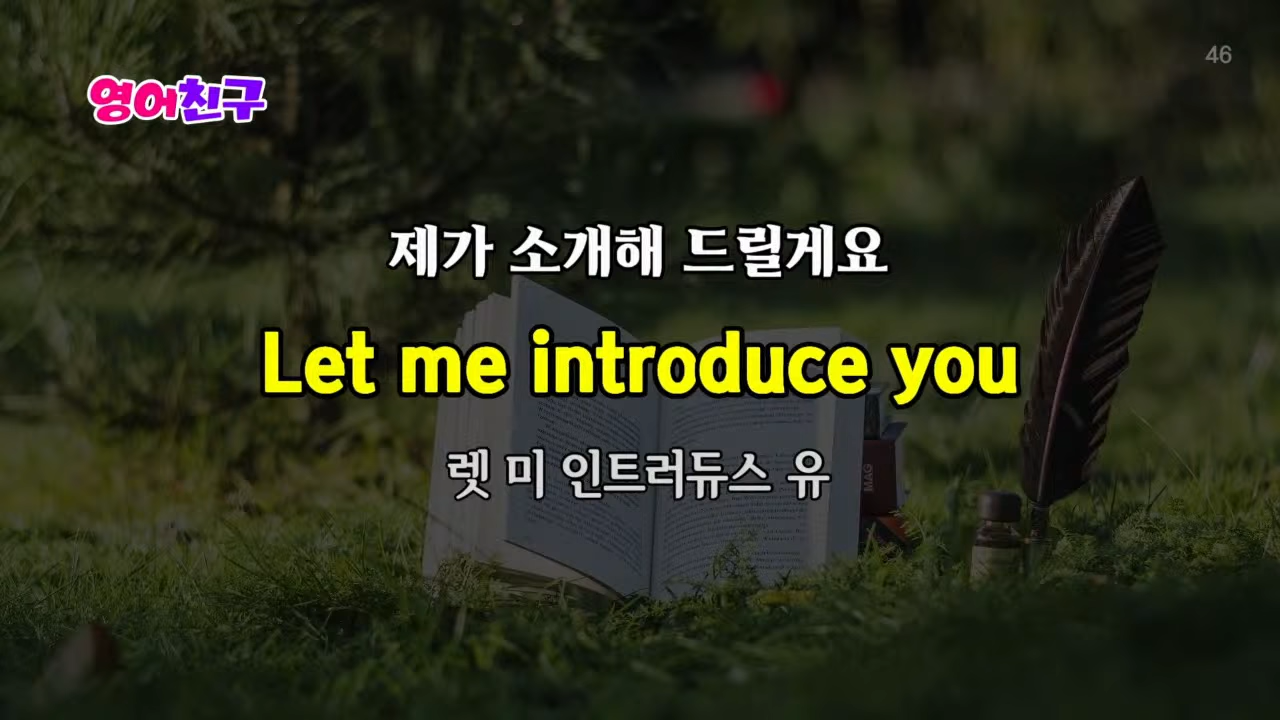 46
영어친구
제가 소개해 드릴게요
Let me introduce you
렛 미 인트러듀스 유
MAG